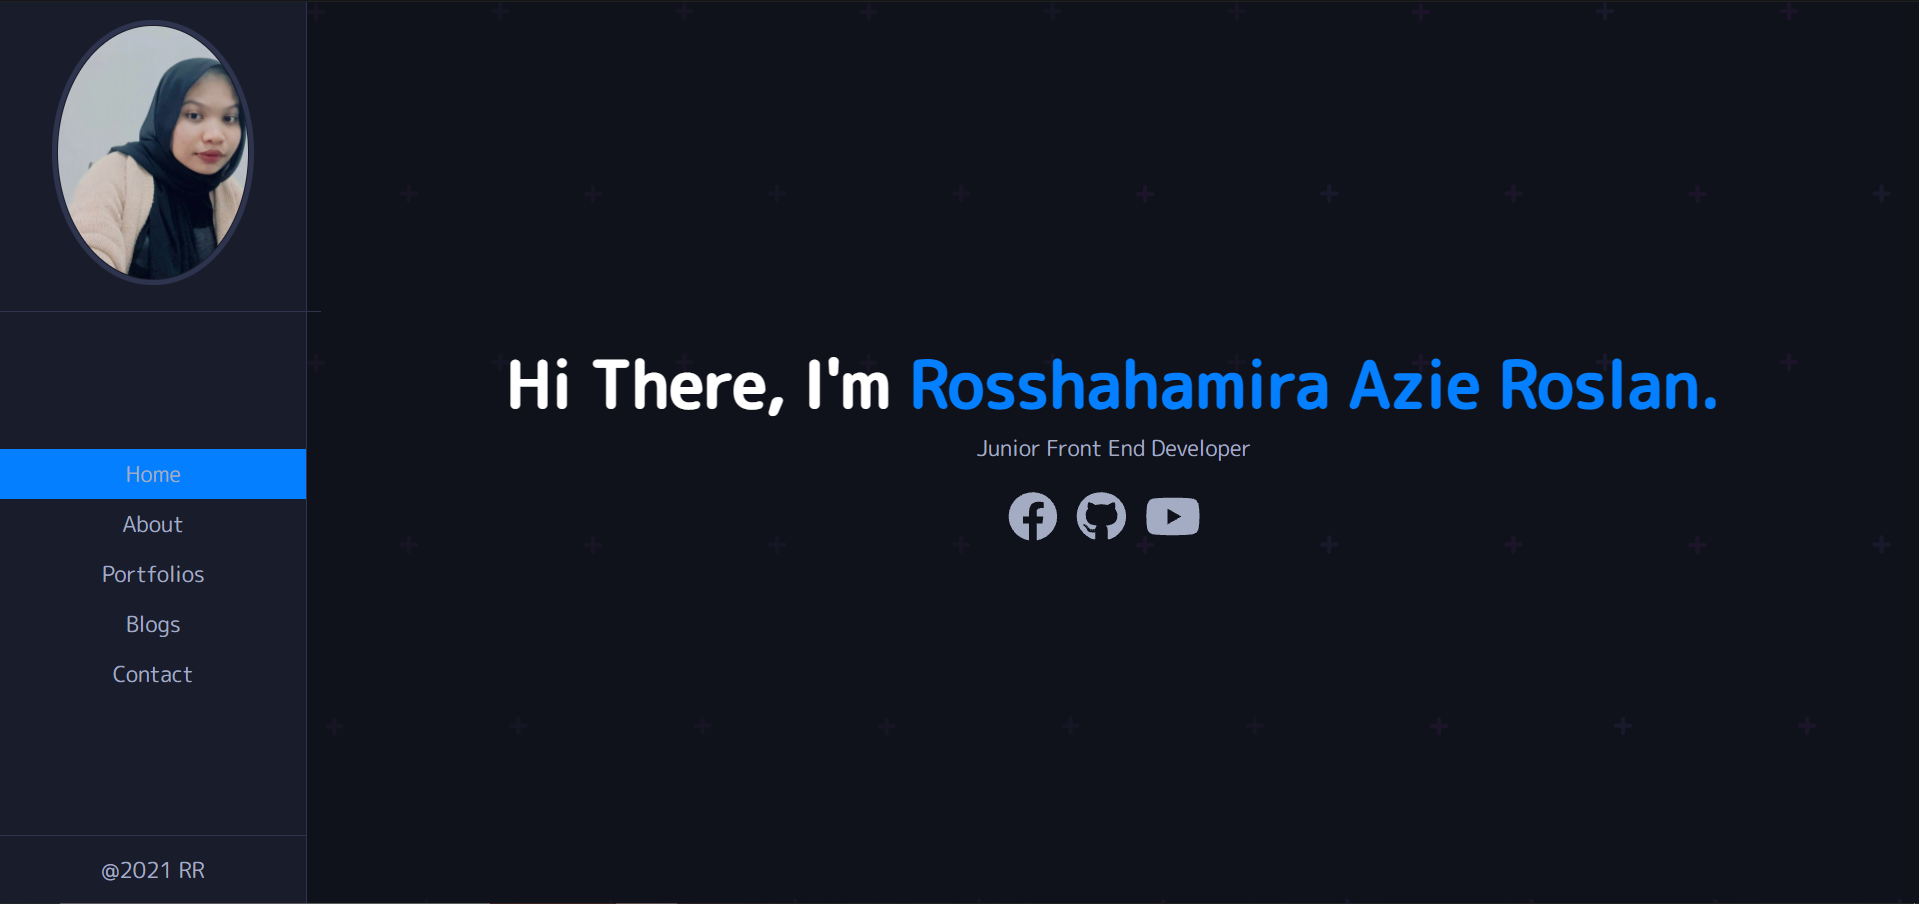 Home
About
Portfolios
Blogs
Contact
@2021 RR
Hi There, I'm Rosshahamira Azie Roslan.
Junior Front End Developer